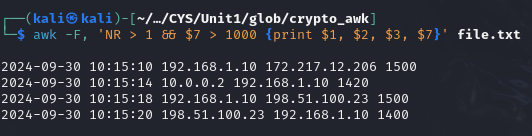 ┌──(kali㉿kali)-[~/…/CYS/Unit1/glob/crypto_awk]
└─$ awk -F, 'NR > 1 && $7 > 1000 {print $1, $2, $3, $7}' file.txt
2024-09-30 10:15:10 192.168.1.10 172.217.12.206 1500
2024-09-30 10:15:14 10.0.0.2 192.168.1.10 1420
2024-09-30 10:15:18 192.168.1.10 198.51.100.23 1500
2024-09-30 10:15:20 198.51.100.23 192.168.1.10 1400